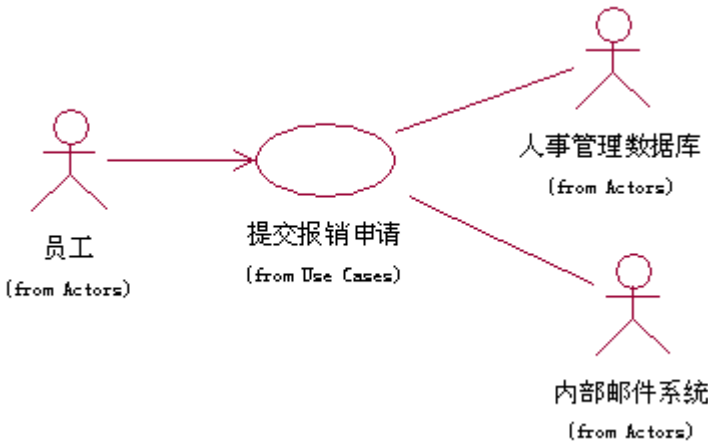 人事管理数据库
(from Actors)
员工
(from Actors)
提交报销申请
(from Use Cases)
内部邮件系统
(from Actors)